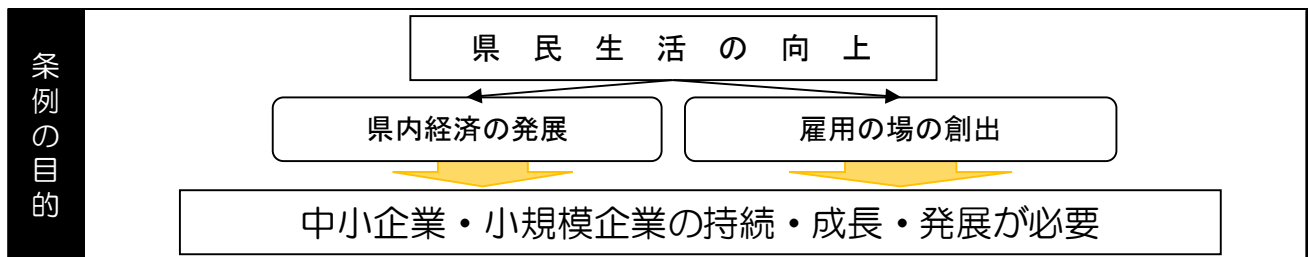 条例の目的
県民生活の向上
県内経済の発展
雇用の場の創出
中小企業・小規模企業の持続・成長・発展が必要